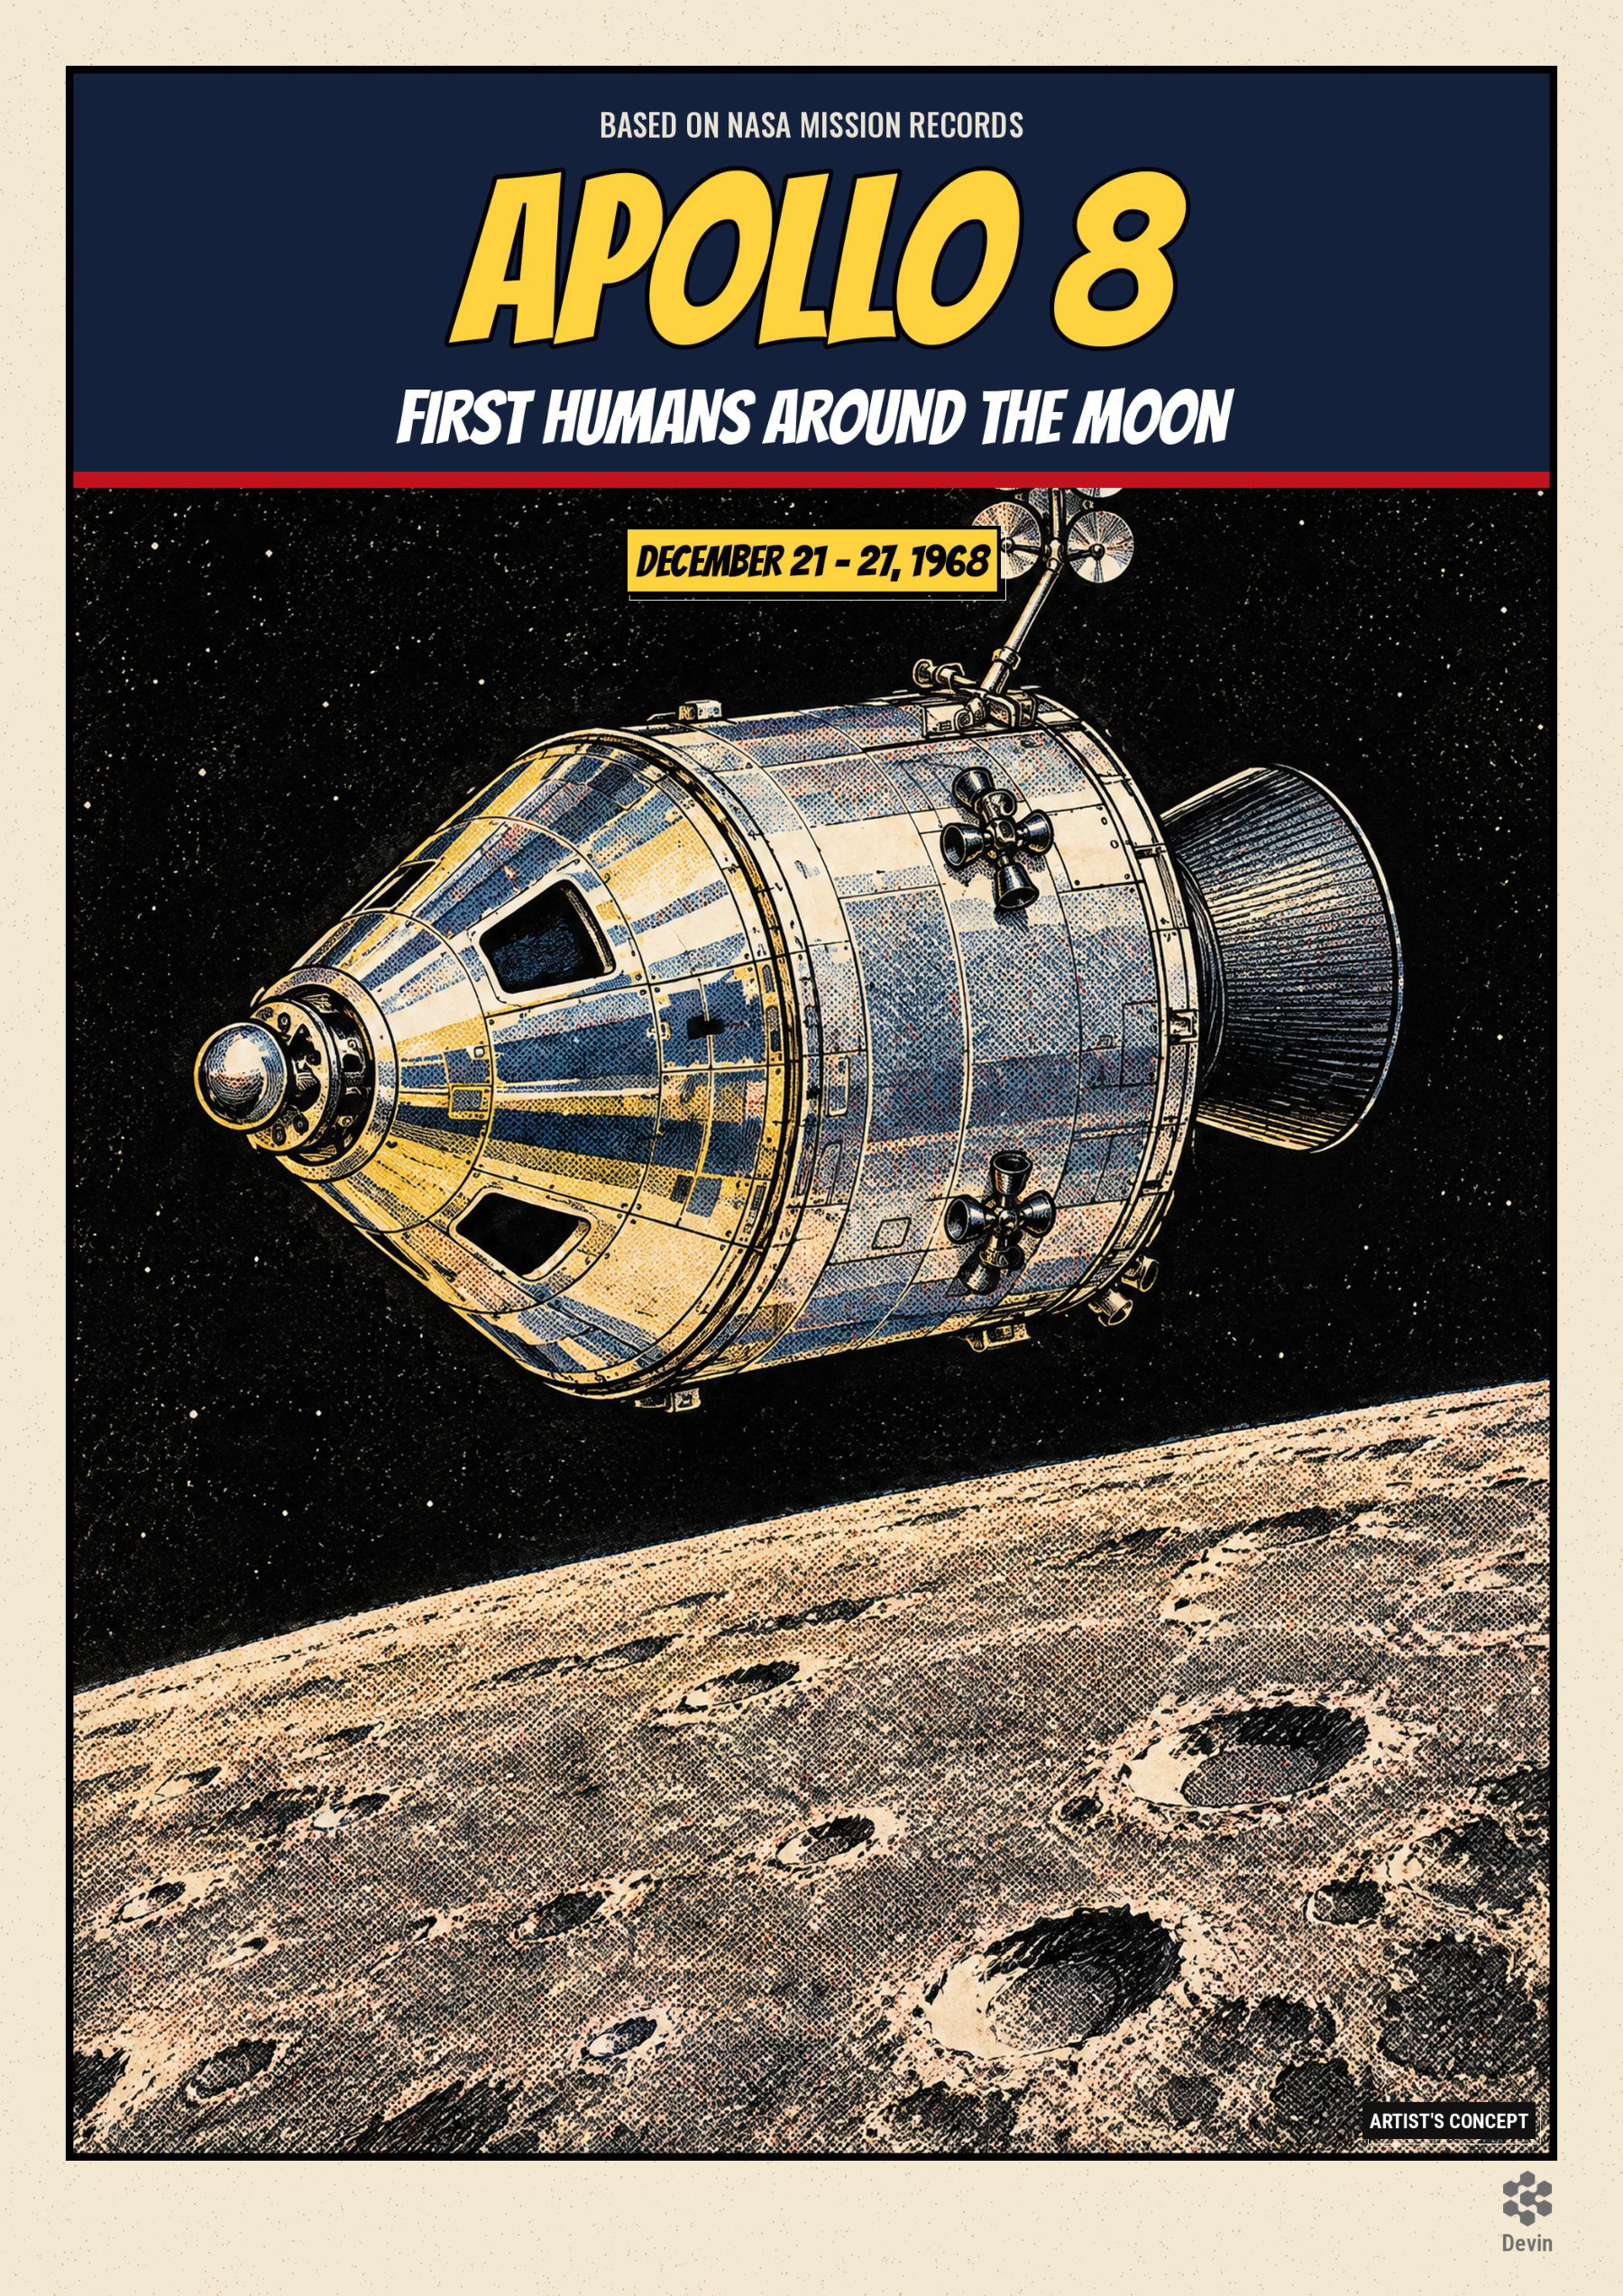 BASED ON NASA MISSION RECORDS
APOLLO 8
FIRST HUMANS AROUND THE MOON
DECEMBER 21 - 27, 1968
ARTIST'S CONCEPT
Devin